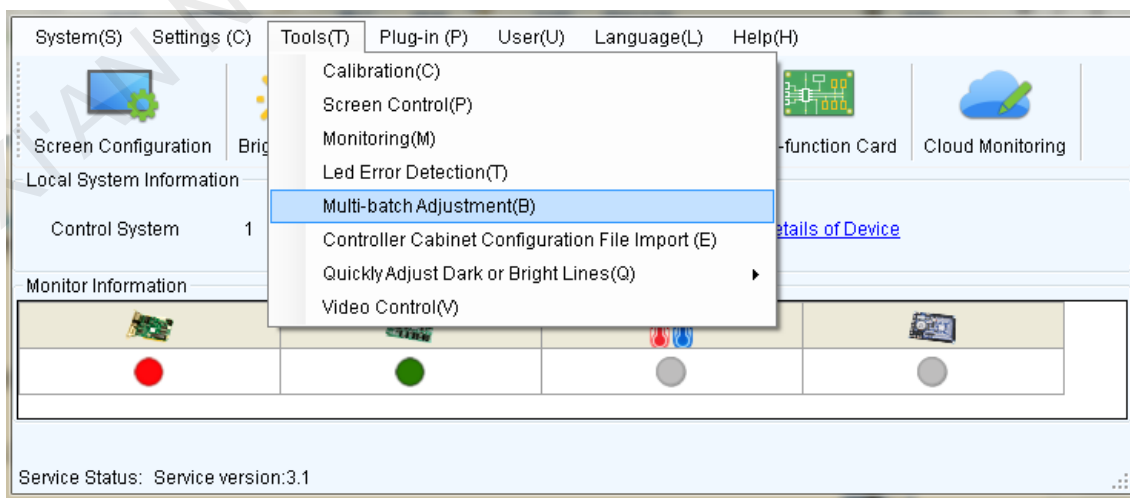 System(S) Settings (C) Tools(T) Plug-in (P) User(U) Language(L) Help(H)
Calibration(C)
Screen Control(P)
Monitoring(M)
Led Error Detection(T)
Multi-batch Adjustment(B)
Controller Cabinet Configuration File Import (E)
Quickly Adjust Dark or Bright Lines(Q)
Video Control(V)
Screen Configuration Brig -function Card Cloud Monitoring
Local System Information
Control System 1 etails of Device
Monitor Information
Service Status: Service version:3.1